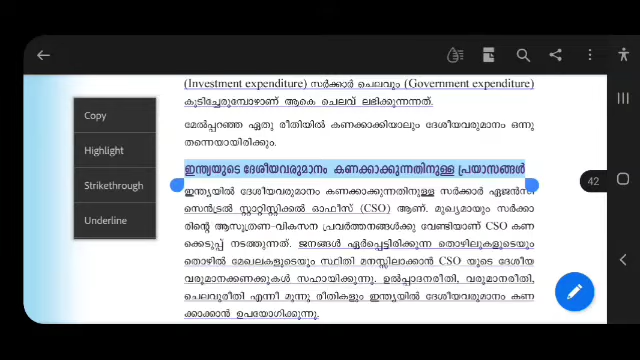 (Investment expenditure) സർക്കാർ ചെലവും (Government expenditure)
കൂടിച്ചേരുമ്പോഴാണ് ആകെ ചെലവ് ലഭിക്കുന്നത്.
മേൽപ്പറഞ്ഞ ഏതു രീതിയിൽ കണക്കാക്കിയാലും ദേശീയവരുമാനം ഒന്നു
തന്നെയായിരിക്കും.
Copy
Highlight
Strikethrough
Underline
ഇന്ത്യയുടെ ദേശീയവരുമാനം കണക്കാക്കുന്നതിനുള്ള പ്രയാസങ്ങൾ
ഇന്ത്യയിൽ ദേശീയവരുമാനം കണക്കാക്കുന്നതിനുള്ള സർക്കാർ ഏജൻസി
സെൻട്രൽ സ്റ്റാറ്റിസ്റ്റിക്കൽ ഓഫീസ് (CSO) ആണ്. മുഖ്യമായും സർക്കാ
രിന്റെ ആസൂത്രണ-വികസന പ്രവർത്തനങ്ങൾക്കു വേണ്ടിയാണ് CSO കണ
ക്കെടുപ്പ് നടത്തുന്നത്. ജനങ്ങൾ ഏർപ്പെട്ടിരിക്കുന്ന തൊഴിലുകളുടെയും
തൊഴിൽ മേഖലകളുടെയും സ്ഥിതി മനസ്സിലാക്കാൻ CSO യുടെ ദേശീയ
വരുമാനക്കണക്കുകൾ സഹായിക്കുന്നു. ഉൽപ്പാദനരീതി, വരുമാനരീതി,
ചെലവുരീതി എന്നീ മൂന്നു രീതികളും ഇന്ത്യയിൽ ദേശീയവരുമാനം കണ
ക്കാക്കാൻ ഉപയോഗിക്കുന്നു.
42